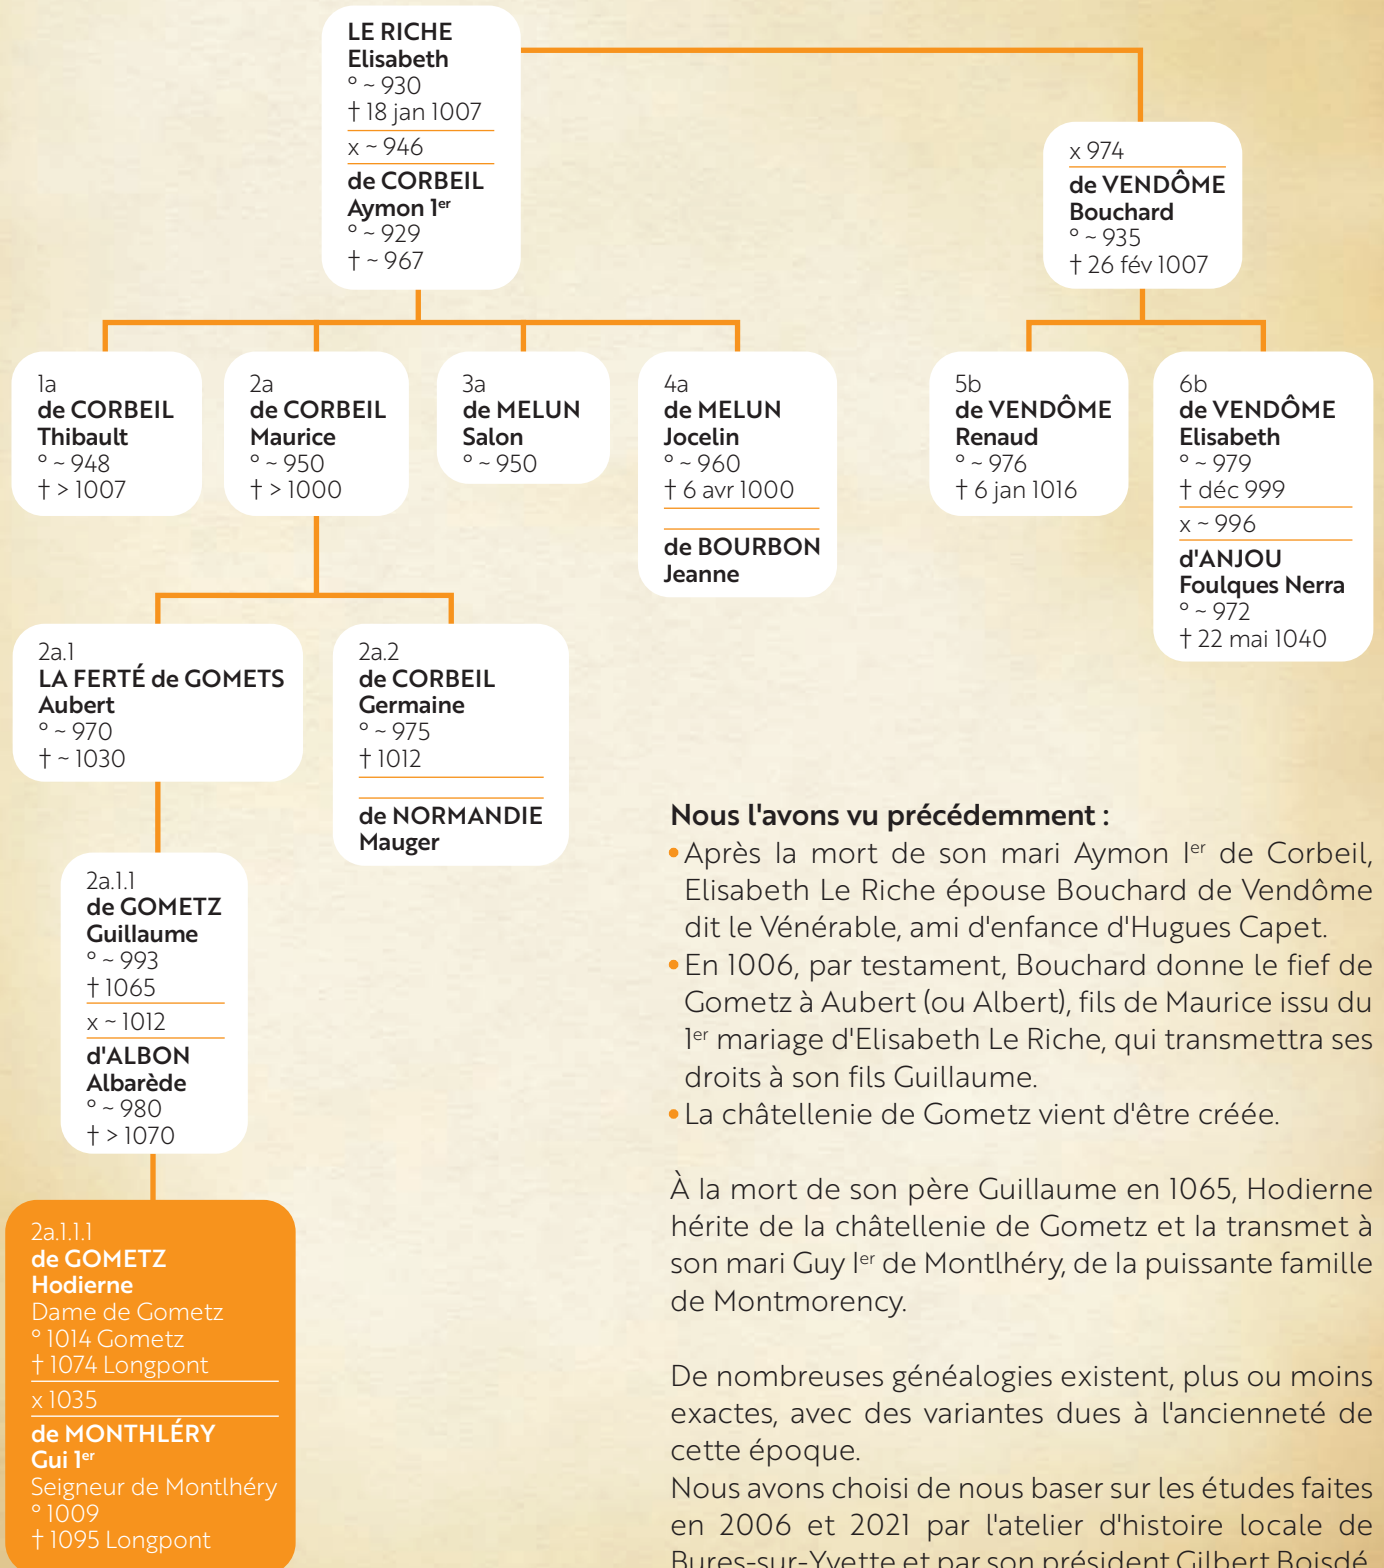 LE RICHE
Elisabeth
° ~ 930
† 18 jan 1007
x ~ 946
de CORBEIL
Aymon 1er
° ~ 929
† ~ 967
x 974
de VENDÔME
Bouchard
° ~ 935
† 26 fév 1007
1a
de CORBEIL
Thibault
° ~ 948
† > 1007
2a
de CORBEIL
Maurice
° ~ 950
† > 1000
3a
de MELUN
Salon
° ~ 950
4a
de MELUN
Jocelin
° ~ 960
† 6 avr 1000
de BOURBON
Jeanne
5b
de VENDÔME
Renaud
° ~ 976
† 6 jan 1016
6b
de VENDÔME
Elisabeth
° ~ 979
† déc 999
x ~ 996
d'ANJOU
Foulques Nerra
° ~ 972
† 22 mai 1040
2a.1
LA FERTÉ de GOMETS
Aubert
° ~ 970
† ~ 1030
2a.2
de CORBEIL
Germaine
° ~ 975
† 1012
de NORMANDIE
Mauger
2a.1.1
de GOMETZ
Guillaume
° ~ 993
† 1065
x ~ 1012
d'ALBON
Albarède
° ~ 980
† > 1070
2a.1.1.1
de GOMETZ
Hodierne
Dame de Gometz
° 1014 Gometz
† 1074 Longpont
x 1035
de MONTHLÉRY
Gui 1er
Seigneur de Montlhéry
° 1009
† 1095 Longpont
Nous l'avons vu précédemment :
• Après la mort de son mari Aymon Ier de Corbeil,
Elisabeth Le Riche épouse Bouchard de Vendôme
dit le Vénérable, ami d'enfance d'Hugues Capet.
• En 1006, par testament, Bouchard donne le fief de
Gometz à Aubert (ou Albert), fils de Maurice issu du
1er mariage d'Elisabeth Le Riche, qui transmettra ses
droits à son fils Guillaume.
• La châtellenie de Gometz vient d'être créée.
À la mort de son père Guillaume en 1065, Hodierne
hérite de la châtellenie de Gometz et la transmet à
son mari Guy Ier de Montlhéry, de la puissante famille
de Montmorency.
De nombreuses généalogies existent, plus ou moins
exactes, avec des variantes dues à l'ancienneté de
cette époque.
Nous avons choisi de nous baser sur les études faites
en 2006 et 2021 par l'atelier d'histoire locale de
Bures-sur-Yvette et par son président Gilbert Boisdé.